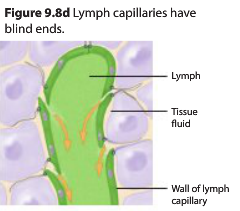 Figure 9.8d Lymph capillaries have
blind ends.
Lymph
Tissue
fluid
Wall of lymph
capillary